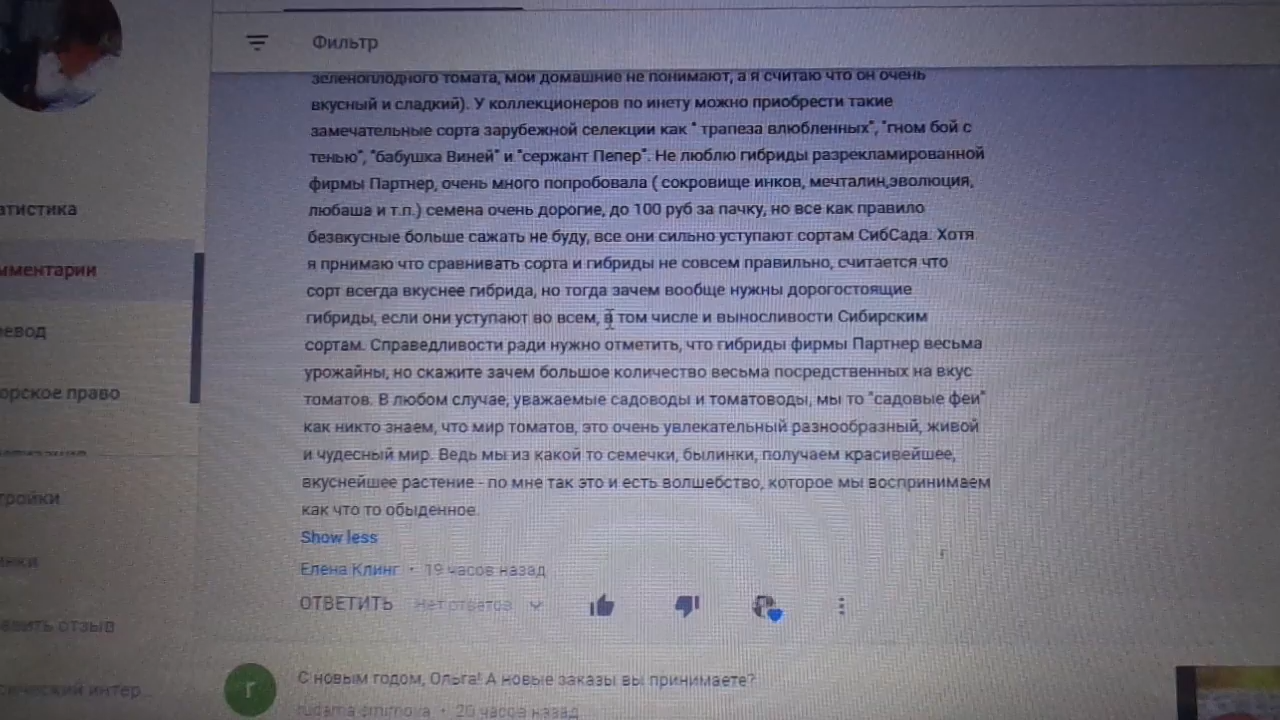 Фильтр
зеленоплодного томата, мои домашние не понимают, а я считаю что он очень
вкусный и сладкий). У коллекционеров по инету можно приобрести такие
замечательные сорта зарубежной селекции как " трапеза влюбленных", "гном бой с
тенью", "бабушка Виней" и "сержант Пепер". Не люблю гибриды разрекламированной
фирмы Партнер, очень много попробовала ( сокровище инков, мечталин,эволюция,
любаша и т.п.) семена очень дорогие, до 100 руб за пачку, но все как правило
безвкусные больше сажать не буду, все они сильно уступают сортам СибСада. Хотя
я прнимаю что сравнивать сорта и гибриды не совсем правильно, считается что
сорт всегда вкуснее гибрида, но тогда зачем вообще нужны дорогостоящие
гибриды, если они уступают во всем, в том числе и выносливости Сибирским
сортам. Справедливости ради нужно отметить, что гибриды фирмы Партнер весьма
урожайны, но скажите зачем большое количество весьма посредственных на вкус
томатов. В любом случае, уважаемые садоводы и томатоводы, мы то "садовые феи"
как никто знаем, что мир томатов, это очень увлекательный разнообразный, живой
и чудесный мир. Ведь мы из какой то семечки, былинки, получаем красивейшее,
вкуснейшее растение - по мне так это и есть волшебство, которое мы воспринимаем
как что то обыденное.
Show less
Елена Клинг • 19 часов назад
ОТВЕТИТЬ Нет ответов
г
С новым годом, Ольга! А новые заказы вы принимаете?
smirnova • 20 часов назад
атистика
мментарии
евод
орское право
тройки
инки
авить отзыв
сический интер...